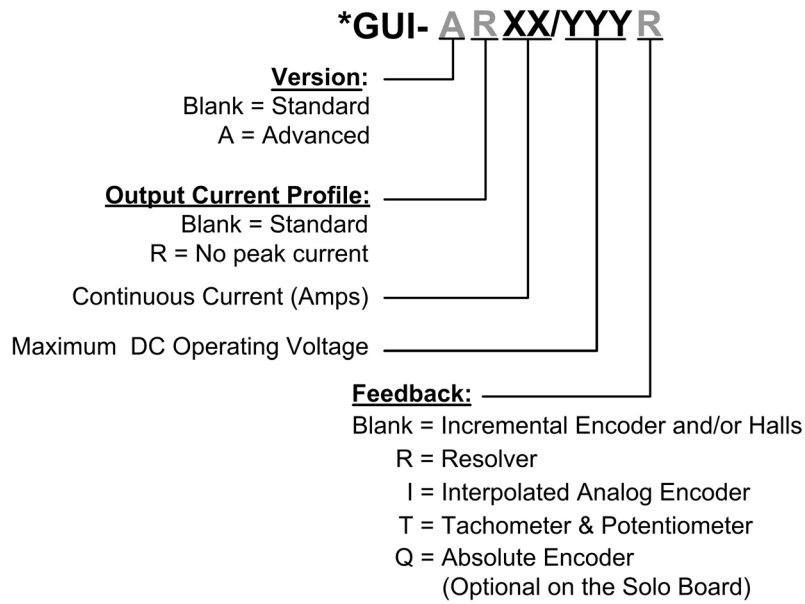 *GUI- A R XX/YYY R
Version:
Blank = Standard
A = Advanced
Output Current Profile:
Blank = Standard
R = No peak current
Continuous Current (Amps)
Maximum DC Operating Voltage
Feedback:
Blank = Incremental Encoder and/or Halls
R = Resolver
I = Interpolated Analog Encoder
T = Tachometer & Potentiometer
Q = Absolute Encoder
(Optional on the Solo Board)